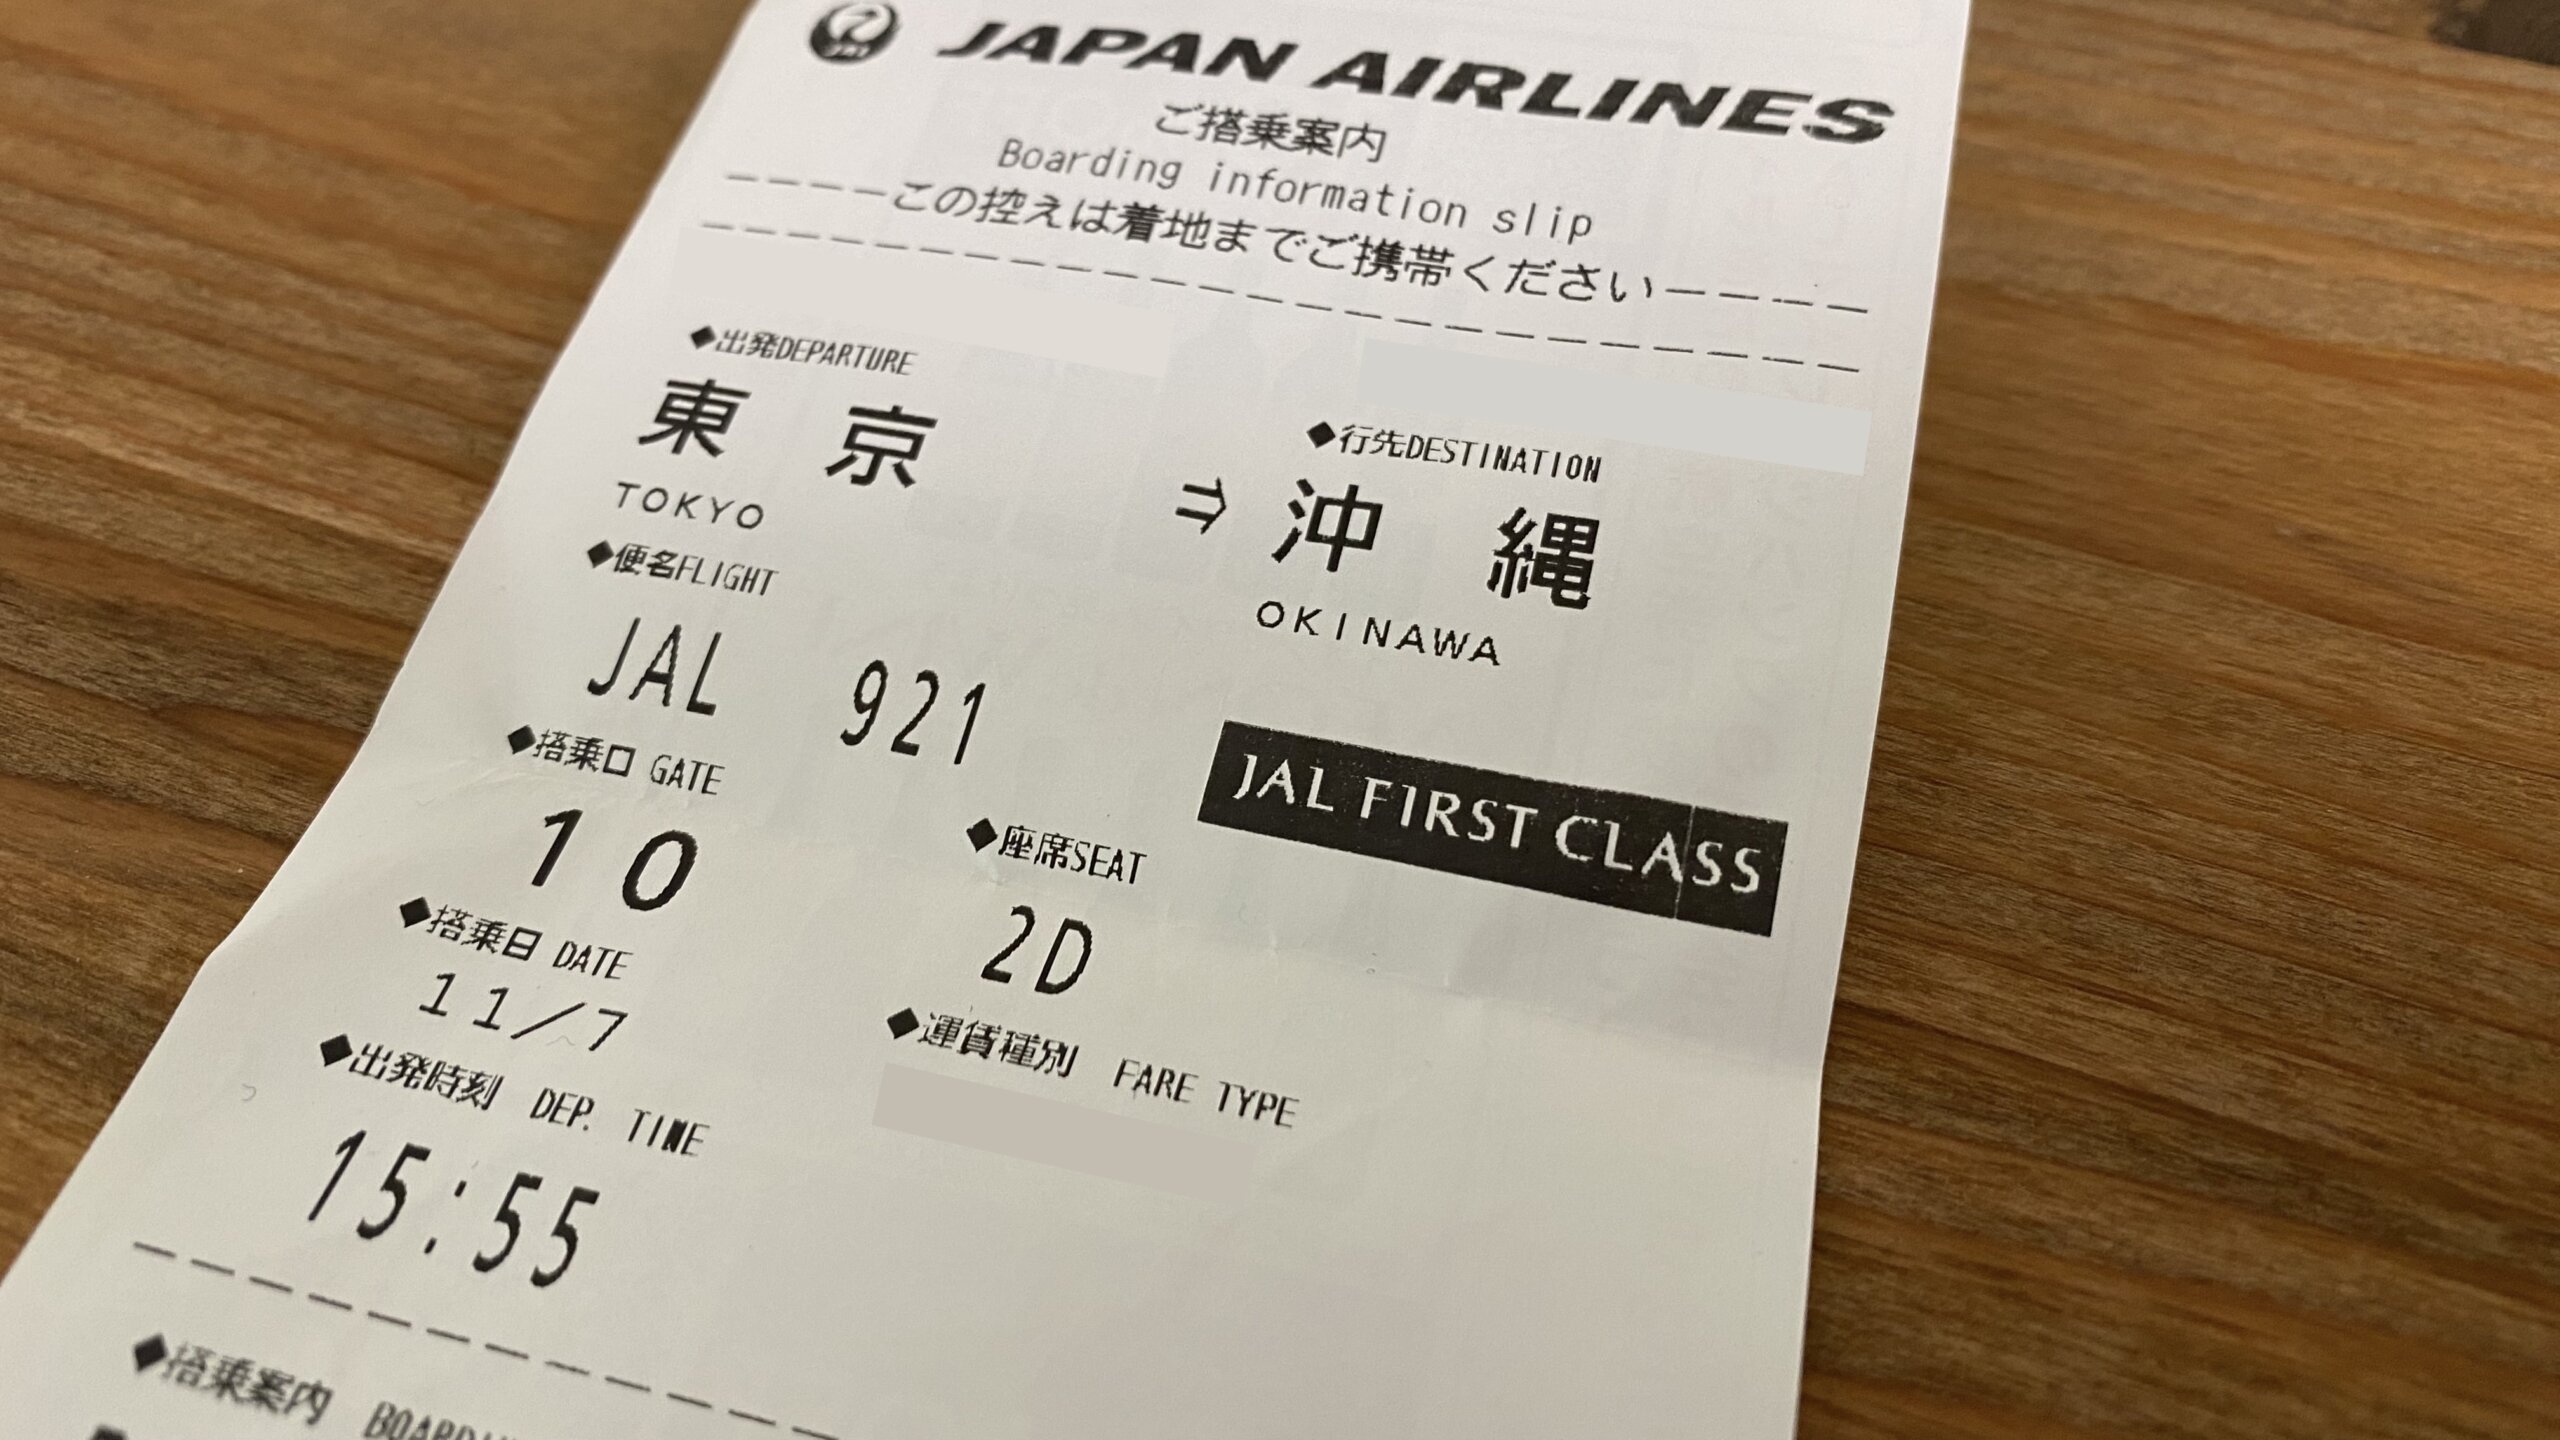 JAL
JAPAN AIRLINES
ご搭乗案内
Boarding information slip
----この控えは着地までご携帯ください----
◆出発DEPARTURE
◆行先DESTINATION
東 京 ⇒ 沖 縄
TOKYO
OKINAWA
◆便名FLIGHT
JAL 921
JAL FIRST CLASS
◆搭乗口 GATE
◆座席SEAT
10
2D
◆搭乗日 DATE
◆運賃種別 FARE TYPE
11/7
◆出発時刻 DEP. TIME
15:55
◆搭乗案内